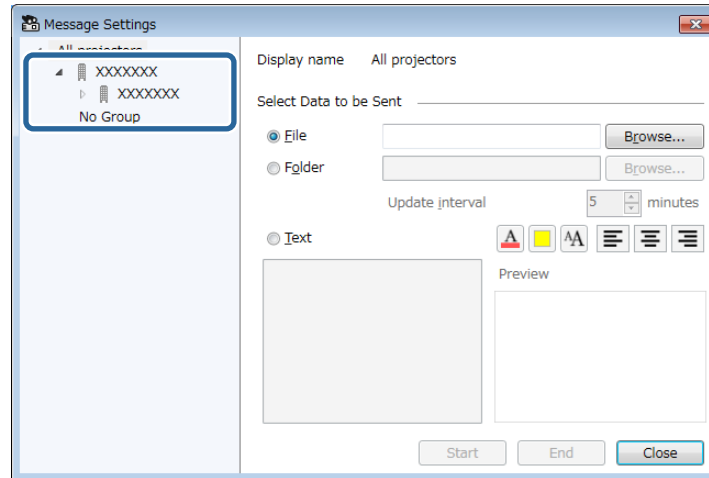 Message Settings
All projectors
XXXXXXX
XXXXXXX
No Group
Display name All projectors
Select Data to be Sent
File Browse...
Folder Browse...
Update interval 5 minutes
Text A AA
Preview
Start End Close